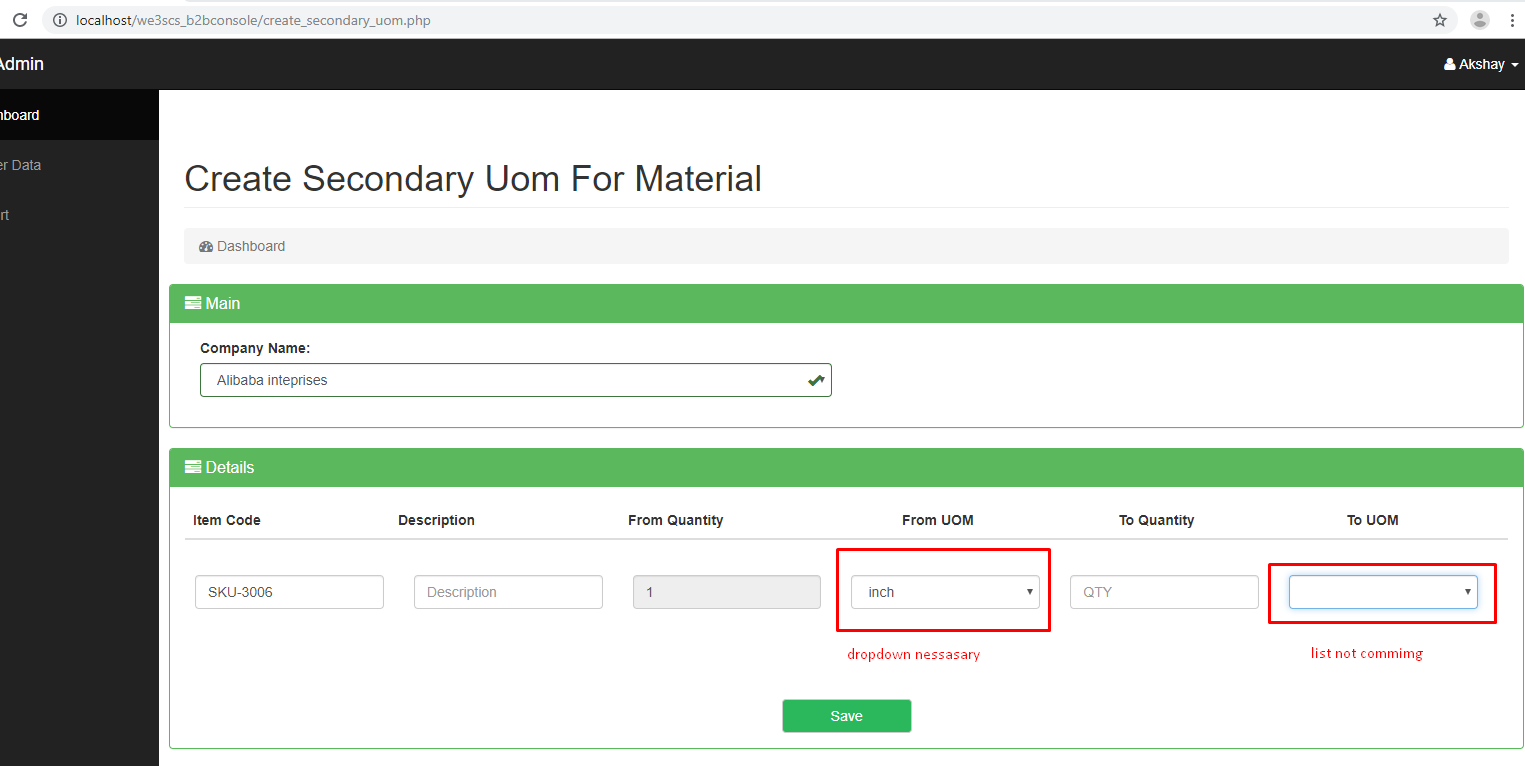 localhost/we3scs_b2bconsole/create_secondary_uom.php
Admin
Akshay
hboard
er Data
rt
Create Secondary Uom For Material
Dashboard
Main
Company Name:
Alibaba inteprises
Details
Item Code Description From Quantity From UOM To Quantity To UOM
SKU-3006 Description 1 inch QTY
dropdown nessasary list not commimg
Save